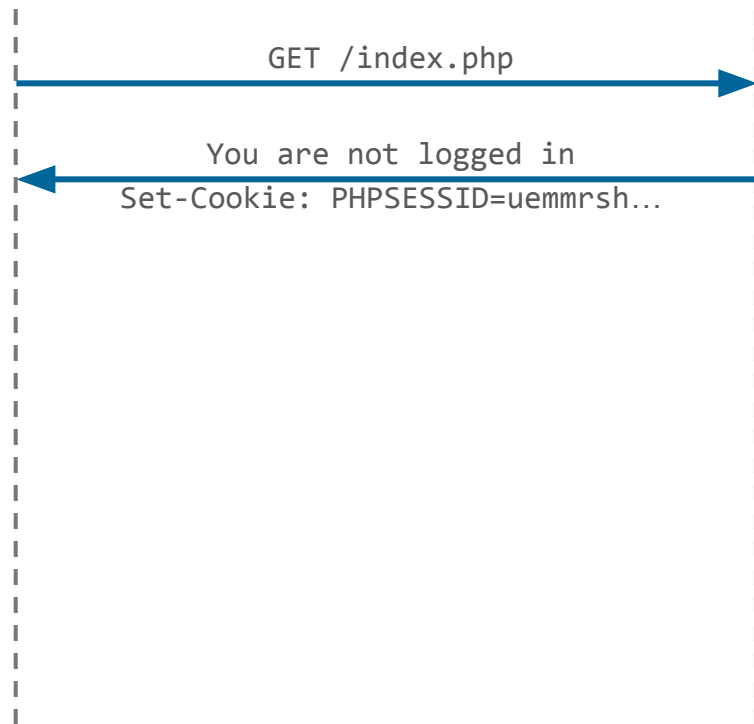 GET /index.php
You are not logged in
Set-Cookie: PHPSESSID=uemmrsh…